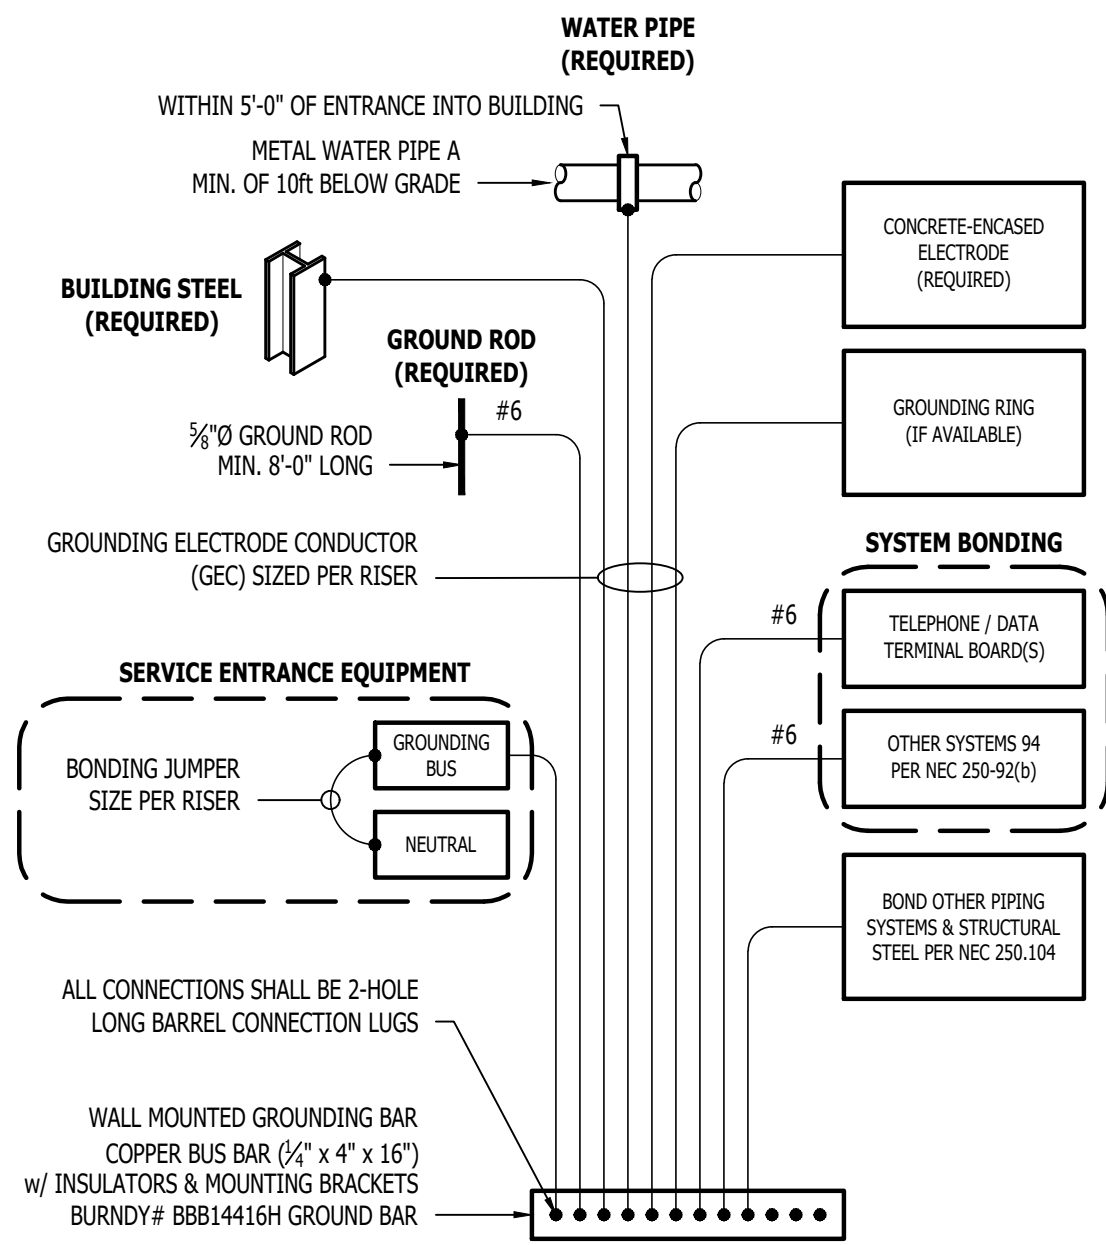 WATER PIPE
(REQUIRED)
WITHIN 5'-0" OF ENTRANCE INTO BUILDING
METAL WATER PIPE A
MIN. OF 10ft BELOW GRADE
CONCRETE-ENCASED
ELECTRODE
(REQUIRED)
BUILDING STEEL
(REQUIRED)
GROUND ROD
(REQUIRED)
#6
⅝"Ø GROUND ROD
MIN. 8'-0" LONG
GROUNDING RING
(IF AVAILABLE)
GROUNDING ELECTRODE CONDUCTOR
(GEC) SIZED PER RISER
SYSTEM BONDING
#6
TELEPHONE / DATA
TERMINAL BOARD(S)
#6
OTHER SYSTEMS 94
PER NEC 250-92(b)
SERVICE ENTRANCE EQUIPMENT
GROUNDING
BUS
BONDING JUMPER
SIZE PER RISER
NEUTRAL
BOND OTHER PIPING
SYSTEMS & STRUCTURAL
STEEL PER NEC 250.104
ALL CONNECTIONS SHALL BE 2-HOLE
LONG BARREL CONNECTION LUGS
WALL MOUNTED GROUNDING BAR
COPPER BUS BAR (¼" x 4" x 16")
w/ INSULATORS & MOUNTING BRACKETS
BURNDY# BBB14416H GROUND BAR